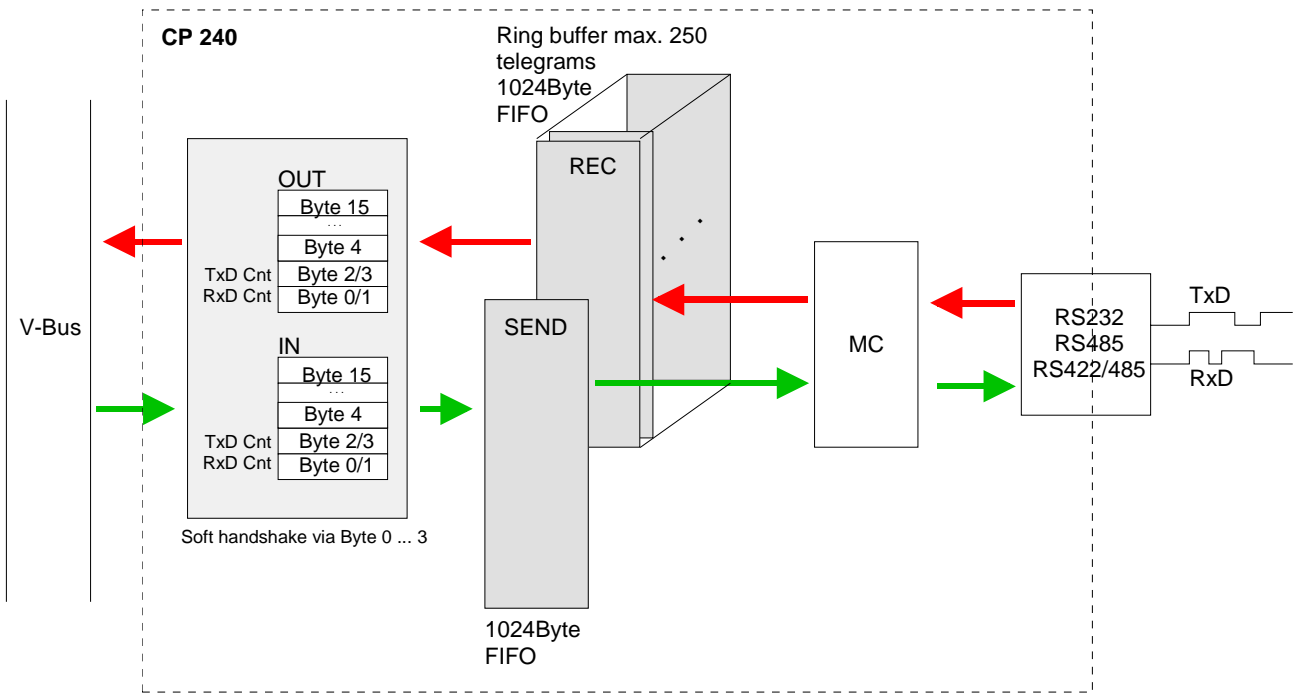 CP 240
Ring buffer max. 250
telegrams
1024Byte
FIFO
REC
OUT
Byte 15
...
Byte 4
TxD Cnt Byte 2/3
RxD Cnt Byte 0/1
V-Bus
IN
Byte 15
...
Byte 4
TxD Cnt Byte 2/3
RxD Cnt Byte 0/1
Soft handshake via Byte 0 ... 3
SEND
1024Byte
FIFO
MC
RS232
RS485
RS422/485
TxD
RxD